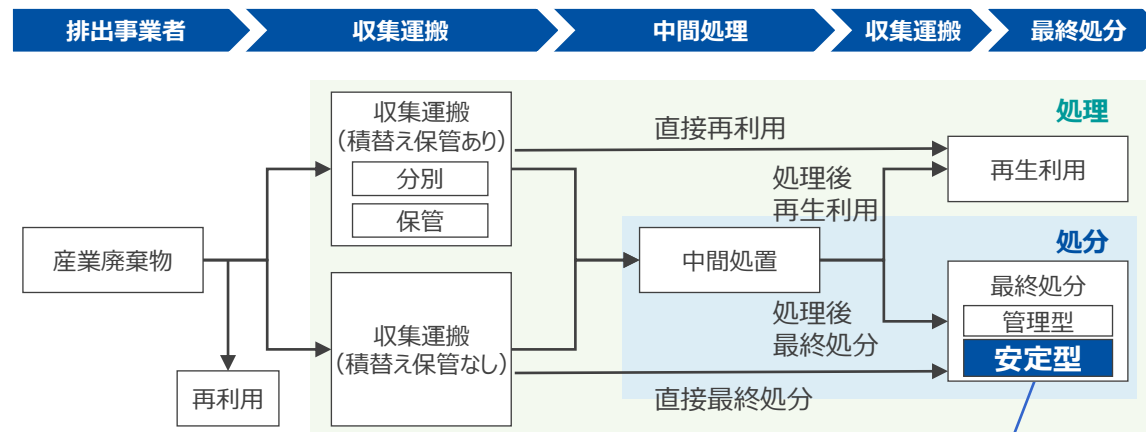 排出事業者
収集運搬
中間処理
収集運搬
最終処分
処理
収集運搬
(積替え保管あり)
分別
保管
直接再利用
再生利用
処理後
再生利用
処分
産業廃棄物
中間処置
最終処分
管理型
安定型
処理後
最終処分
収集運搬
(積替え保管なし)
直接最終処分
再利用